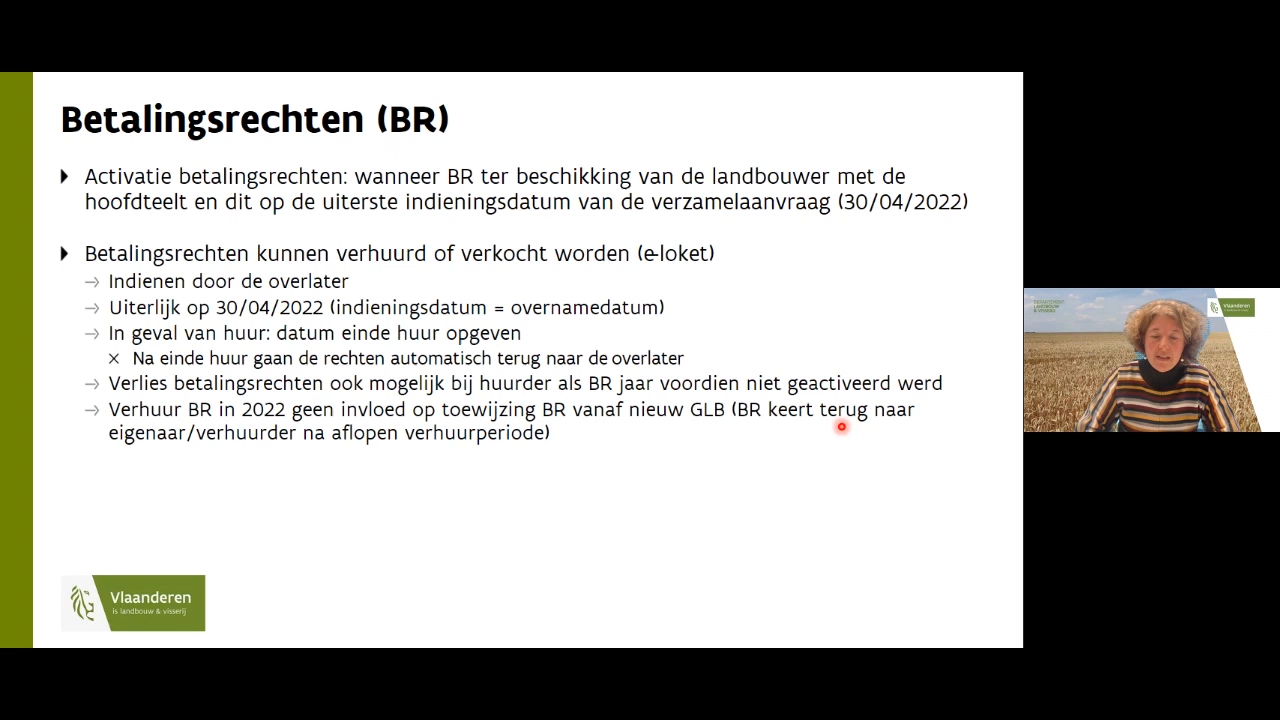 Betalingsrechten (BR)
Activatie betalingsrechten: wanneer BR ter beschikking van de landbouwer met de
hoofdteelt en dit op de uiterste indieningsdatum van de verzamelaanvraag (30/04/2022)
Betalingsrechten kunnen verhuurd of verkocht worden (e-loket)
Indienen door de overlater
Uiterlijk op 30/04/2022 (indieningsdatum = overnamedatum)
In geval van huur: datum einde huur opgeven
Na einde huur gaan de rechten automatisch terug naar de overlater
Verlies betalingsrechten ook mogelijk bij huurder als BR jaar voordien niet geactiveerd werd
Verhuur BR in 2022 geen invloed op toewijzing BR vanaf nieuw GLB (BR keert terug naar
eigenaar/verhuurder na aflopen verhuurperiode)
Vlaanderen
is landbouw & visserij
DEPARTEMENT
LANDBOUW
& VISSERIJ
Vlaanderen